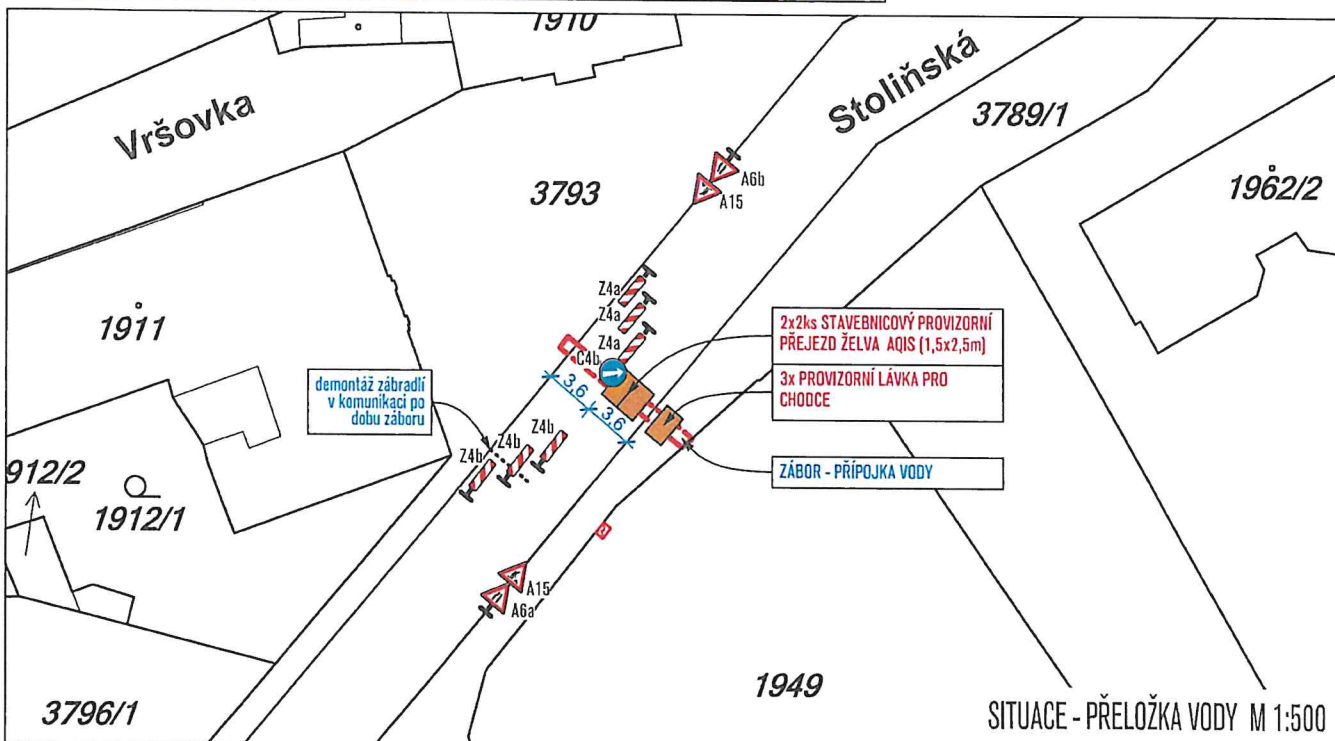 1910
Vršovka
Stoliňská
3789/1
3793
A6b
A15
1962/2
Z4a
Z4a
Z4a
1911
C4b
2x2ks STAVEBNICOVÝ PROVIZORNÍ
PŘEJEZD ŽELVA AQIS (1,5x2,5m)
3x PROVIZORNÍ LÁVKA PRO
CHODCE
demontáž zábradlí
v komunikaci po
dobu záboru
3,6
3,6
Z4b
Z4b
Z4b
ZÁBOR - PŘÍPOJKA VODY
912/2
1912/1
A15
A6a
1949
3796/1
SITUACE - PŘELOŽKA VODY M 1:500